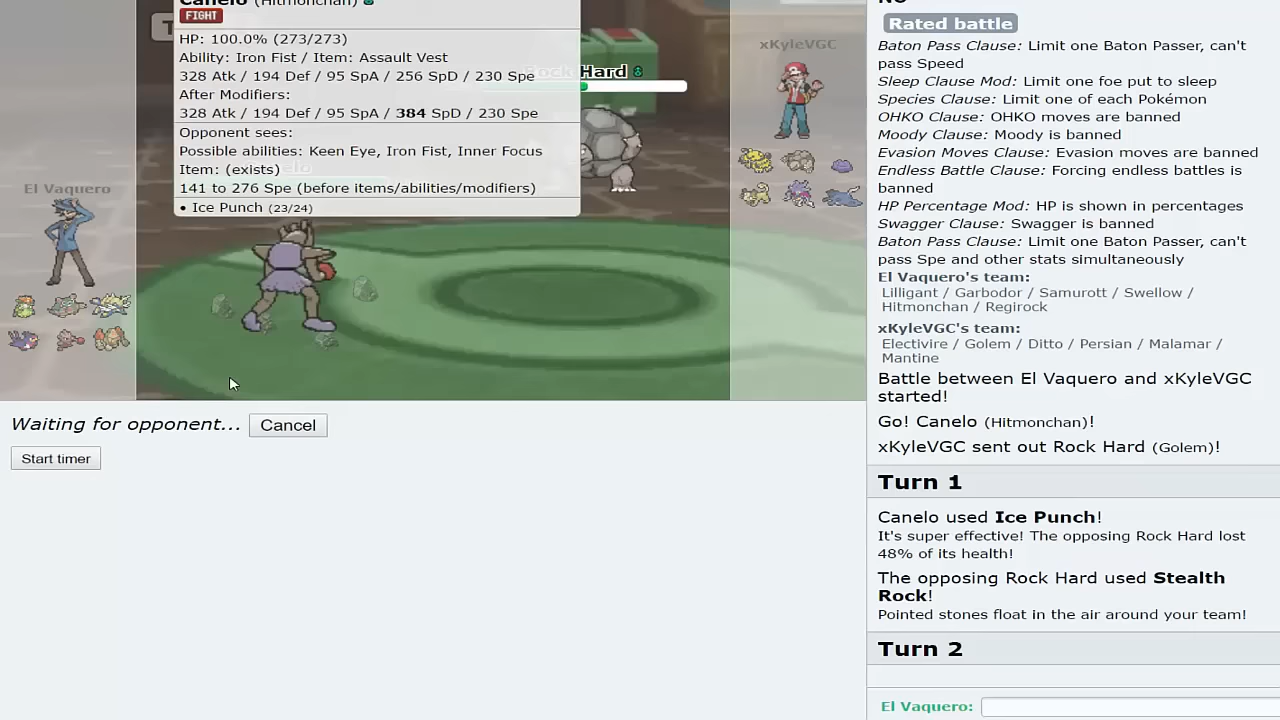 Canelo (Hitmonchan)
FIGHT
HP: 100.0% (273/273)
Ability: Iron Fist / Item: Assault Vest
328 Atk / 194 Def / 95 SpA / 256 SpD / 230 Spe
After Modifiers:
328 Atk / 194 Def / 95 SpA / 384 SpD / 230 Spe
Opponent sees:
Possible abilities: Keen Eye, Iron Fist, Inner Focus
Item: (exists)
141 to 276 Spe (before items/abilities/modifiers)
• Ice Punch (23/24)
Rock Hard
xKyleVGC
El Vaquero
Waiting for opponent...
Cancel
Start timer
NO
Rated battle
Baton Pass Clause: Limit one Baton Passer, can't
pass Speed
Sleep Clause Mod: Limit one foe put to sleep
Species Clause: Limit one of each Pokémon
OHKO Clause: OHKO moves are banned
Moody Clause: Moody is banned
Evasion Moves Clause: Evasion moves are banned
Endless Battle Clause: Forcing endless battles is
banned
HP Percentage Mod: HP is shown in percentages
Swagger Clause: Swagger is banned
Baton Pass Clause: Limit one Baton Passer, can't
pass Spe and other stats simultaneously
El Vaquero's team:
Lilligant / Garbodor / Samurott / Swellow /
Hitmonchan / Regirock
xKyleVGC's team:
Electivire / Golem / Ditto / Persian / Malamar /
Mantine
Battle between El Vaquero and xKyleVGC
started!
Go! Canelo (Hitmonchan)!
xKyleVGC sent out Rock Hard (Golem)!
Turn 1
Canelo used Ice Punch!
It's super effective! The opposing Rock Hard lost
48% of its health!
The opposing Rock Hard used Stealth
Rock!
Pointed stones float in the air around your team!
Turn 2
El Vaquero: